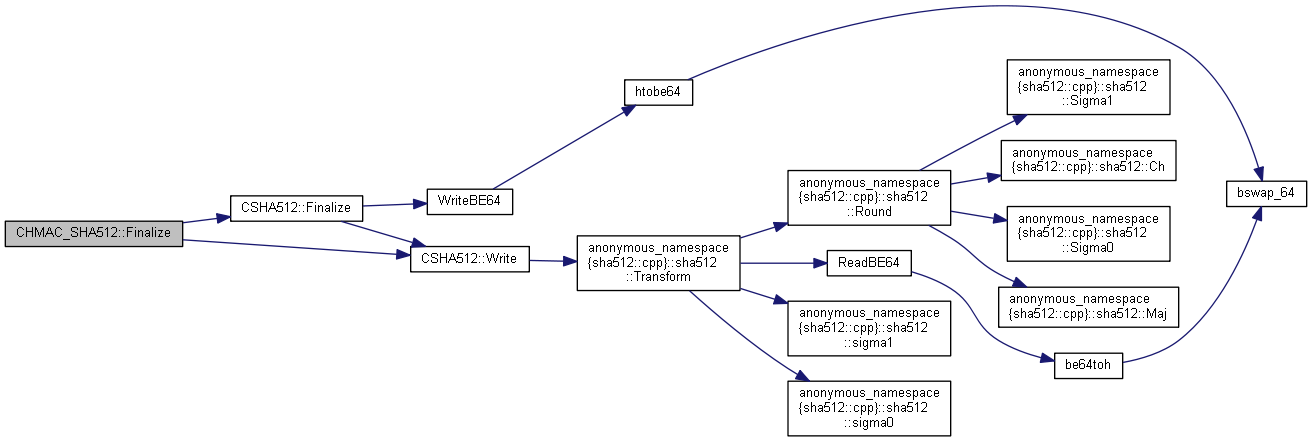 CHMAC_SHA512::Finalize
CSHA512::Finalize
WriteBE64
CSHA512::Write
htobe64
anonymous_namespace
{sha512::cpp}::sha512
::Transform
anonymous_namespace
{sha512::cpp}::sha512
::Round
ReadBE64
anonymous_namespace
{sha512::cpp}::sha512
::sigma1
anonymous_namespace
{sha512::cpp}::sha512
::sigma0
anonymous_namespace
{sha512::cpp}::sha512
::Sigma1
anonymous_namespace
{sha512::cpp}::sha512::Ch
anonymous_namespace
{sha512::cpp}::sha512
::Sigma0
anonymous_namespace
{sha512::cpp}::sha512::Maj
be64toh
bswap_64